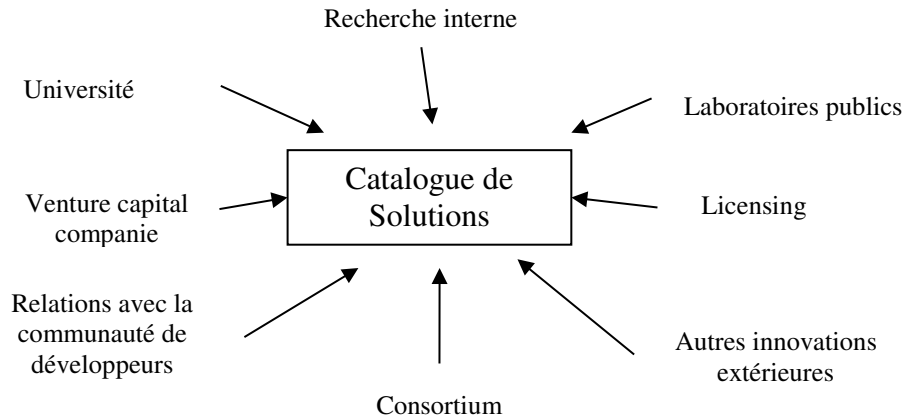 Recherche interne
Université
Laboratoires publics
Catalogue de
Solutions
Venture capital
companie
Licensing
Relations avec la
communauté de
développeurs
Autres innovations
extérieures
Consortium